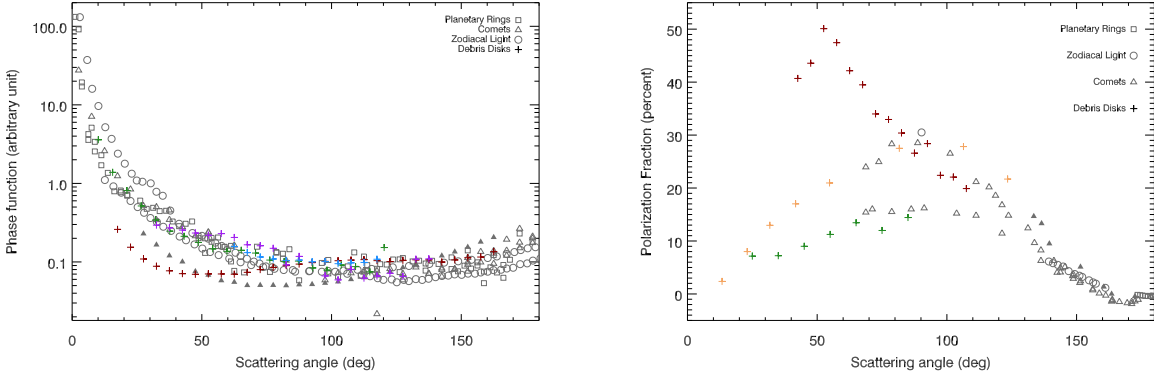 Planetary Rings
Comets
Zodiacal Light
Debris Disks
Phase function (arbitrary unit)
100.0
10.0
1.0
0.1
0
50
100
150
Scattering angle (deg)
Planetary Rings
Zodiacal Light
Comets
Debris Disks
Polarization Fraction (percent)
50
40
30
20
10
0
0
50
100
150
Scattering angle (deg)